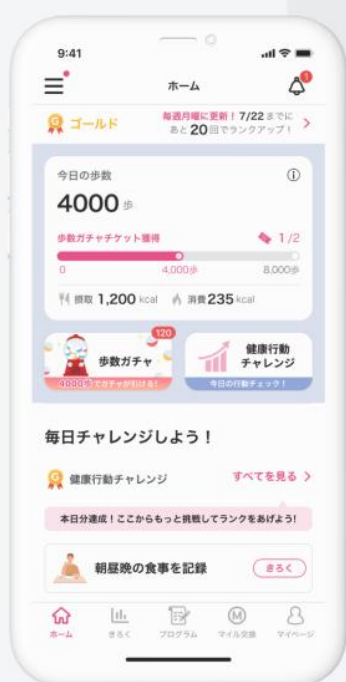 9:41
ホーム
1
ゴールド
毎週月曜に更新！7/22までに
あと20回でランクアップ！
今日の歩数
4000 歩
歩数ガチャチケット獲得
1/2
0
4,000歩
8,000歩
摂取 1,200 kcal
消費 235 kcal
120
歩数ガチャ
4000歩でガチャが引ける！
健康行動
チャレンジ
今日の行動チェック！
毎日チャレンジしよう！
健康行動チャレンジ
すべてを見る
本日分達成！ここからもっと挑戦してランクをあげよう!
朝昼晩の食事を記録
きろく
ホーム
きろく
プログラム
M
マイル交換
マイページ